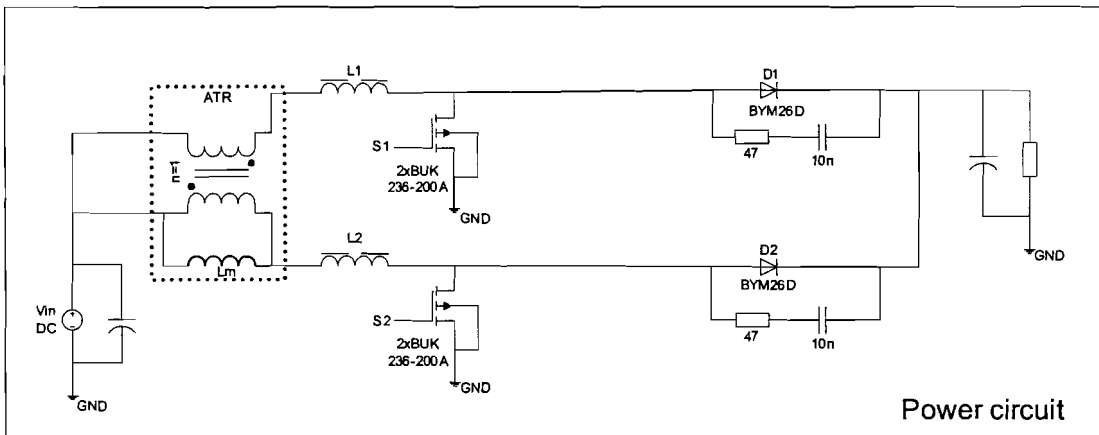 L1
ATR
D1
BYM26D
n=1
S1
47
10n
2xBUK
236-200A
GND
GND
L2
Lm
D2
BYM26D
Vin
DC
S2
47
10n
2xBUK
236-200A
GND
GND
Power circuit